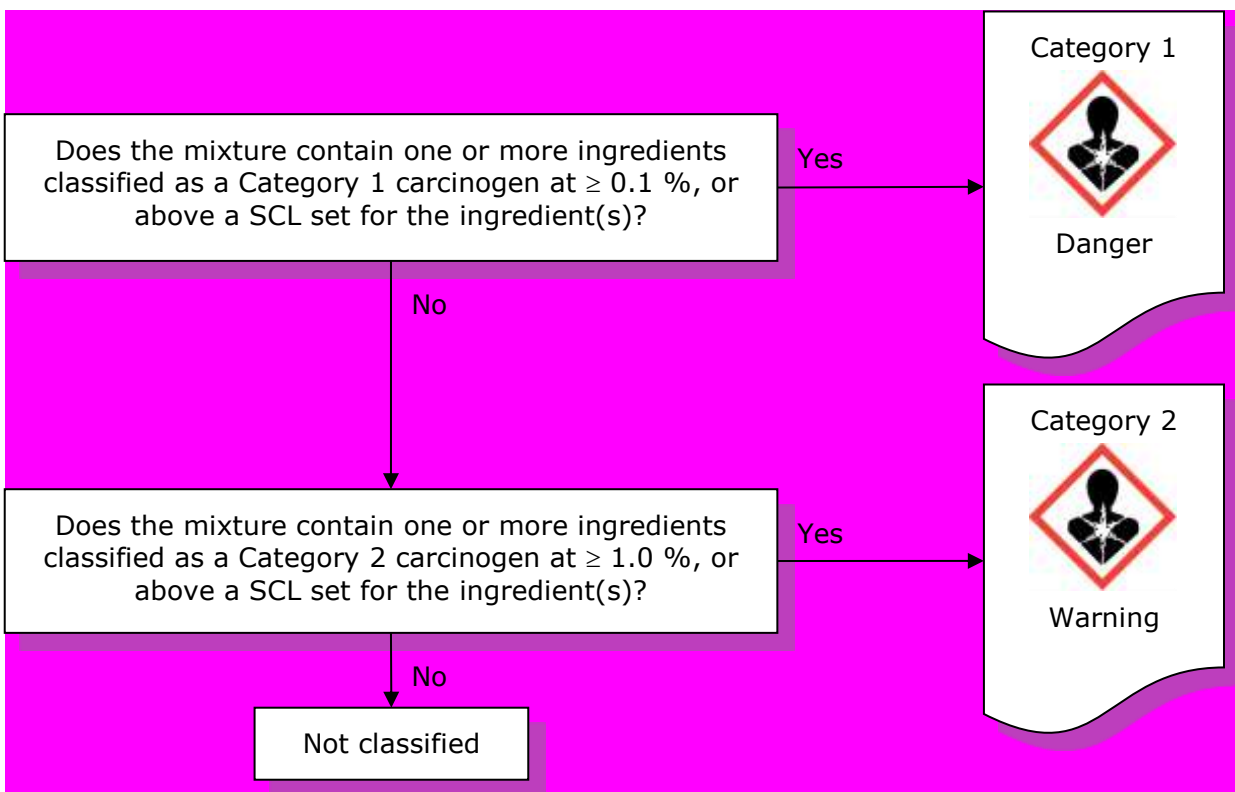 Category 1
Danger
Does the mixture contain one or more ingredients
classified as a Category 1 carcinogen at ≥ 0.1 %, or
above a SCL set for the ingredient(s)?
Yes
No
Category 2
Warning
Does the mixture contain one or more ingredients
classified as a Category 2 carcinogen at ≥ 1.0 %, or
above a SCL set for the ingredient(s)?
Yes
No
Not classified